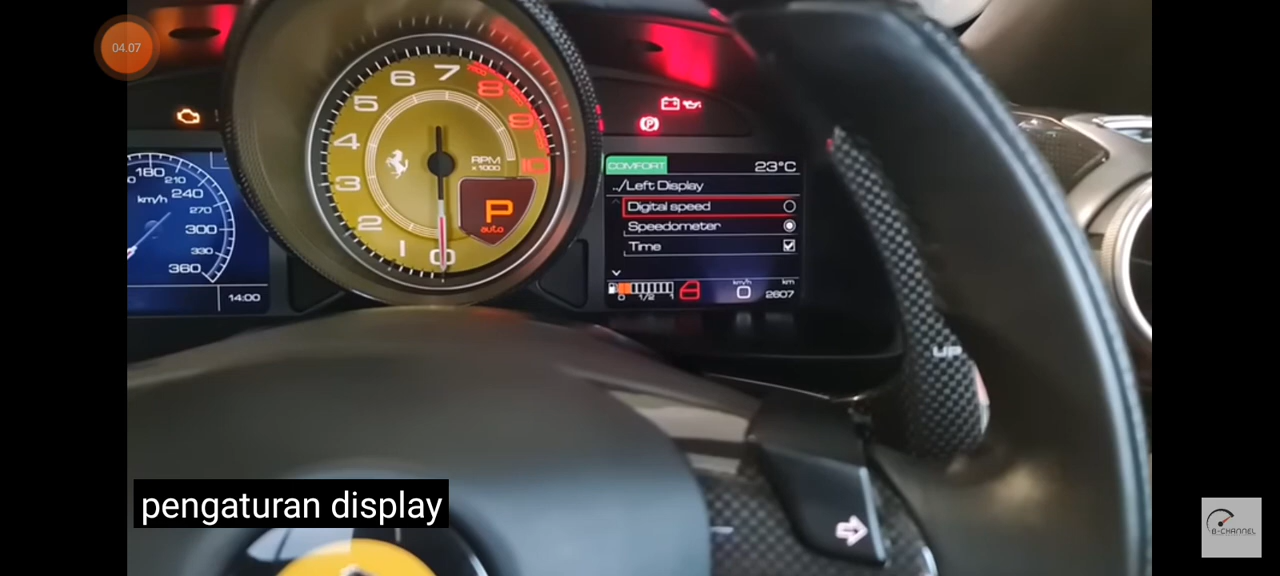 04.07
180
210
240
km/h
270
300
330
360
14:00
1
2
3
4
5
6
7
8
9
10
0
RPM
x 1000
P
auto
COMFORT
23°C
../Left Display
Digital speed
Speedometer
Time
0
1/2
1
km/h
0
km
2607
UP
pengaturan display
B-CHANNEL